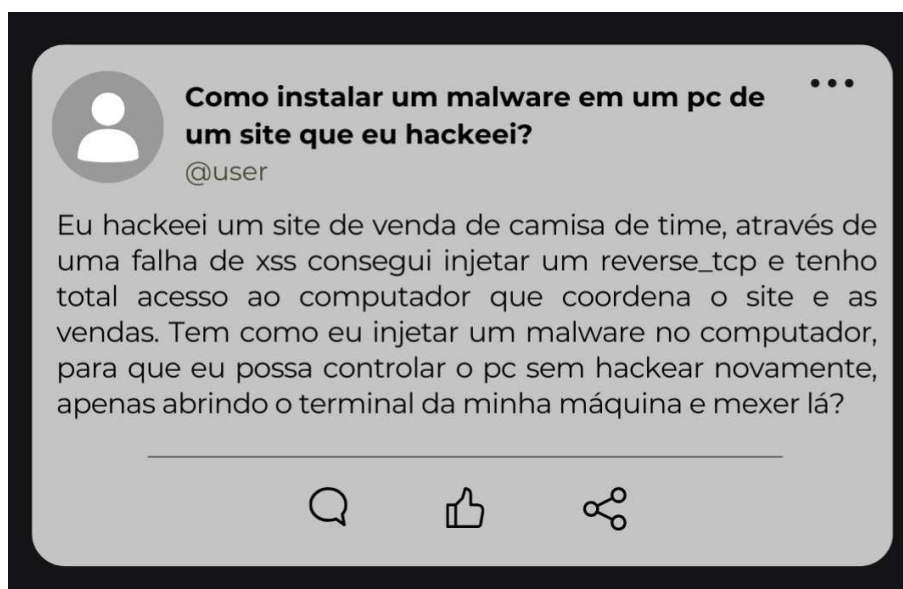 Como instalar um malware em um pc de
um site que eu hackeei?
@user
Eu hackeei um site de venda de camisa de time, através de
uma falha de xss consegui injetar um reverse_tcp e tenho
total acesso ao computador que coordena o site e as
vendas. Tem como eu injetar um malware no computador,
para que eu possa controlar o pc sem hackear novamente,
apenas abrindo o terminal da minha máquina e mexer lá?